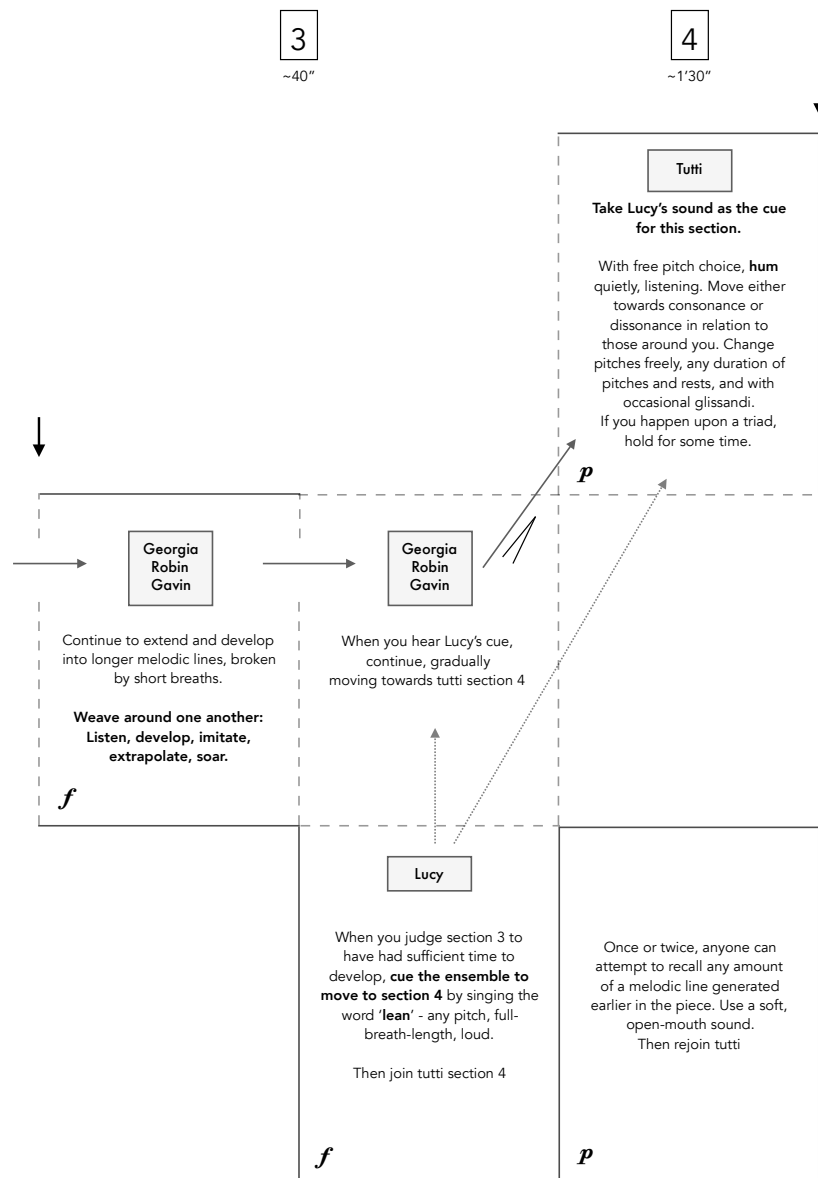 3
~40”
4
~1’30”
Tutti
Take Lucy’s sound as the cue
for this section.
With free pitch choice, hum
quietly, listening. Move either
towards consonance or
dissonance in relation to
those around you. Change
pitches freely, any duration of
pitches and rests, and with
occasional glissandi.
If you happen upon a triad,
hold for some time.
p
Georgia
Robin
Gavin
Continue to extend and develop
into longer melodic lines, broken
by short breaths.
Weave around one another:
Listen, develop, imitate,
extrapolate, soar.
f
Georgia
Robin
Gavin
When you hear Lucy’s cue,
continue, gradually
moving towards tutti section 4
Lucy
When you judge section 3 to
have had sufficient time to
develop, cue the ensemble to
move to section 4 by singing the
word ‘lean’ - any pitch, full-
breath-length, loud.
Then join tutti section 4
f
Once or twice, anyone can
attempt to recall any amount
of a melodic line generated
earlier in the piece. Use a soft,
open-mouth sound.
Then rejoin tutti
p